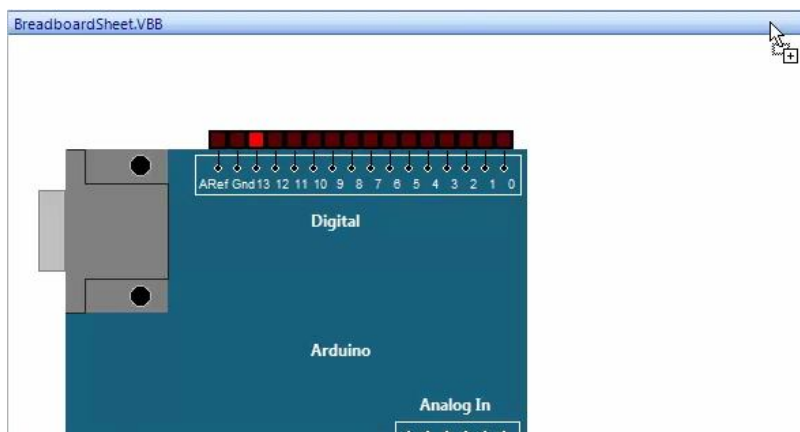 BreadboardSheet.VBB
ARef Gnd 13 12 11 10 9 8 7 6 5 4 3 2 1 0
Digital
Arduino
Analog In